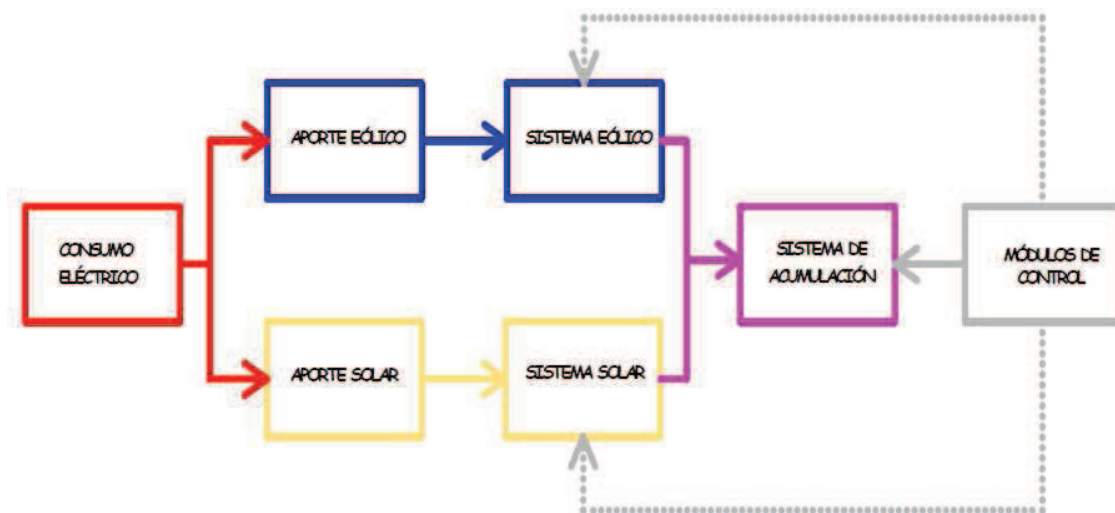 APORTE EÓLICO
SISTEMA EÓLICO
CONSUMO
ELÉCTRICO
SISTEMA DE
ACUMULACIÓN
MÓDULOS DE
CONTROL
APORTE SOLAR
SISTEMA SOLAR